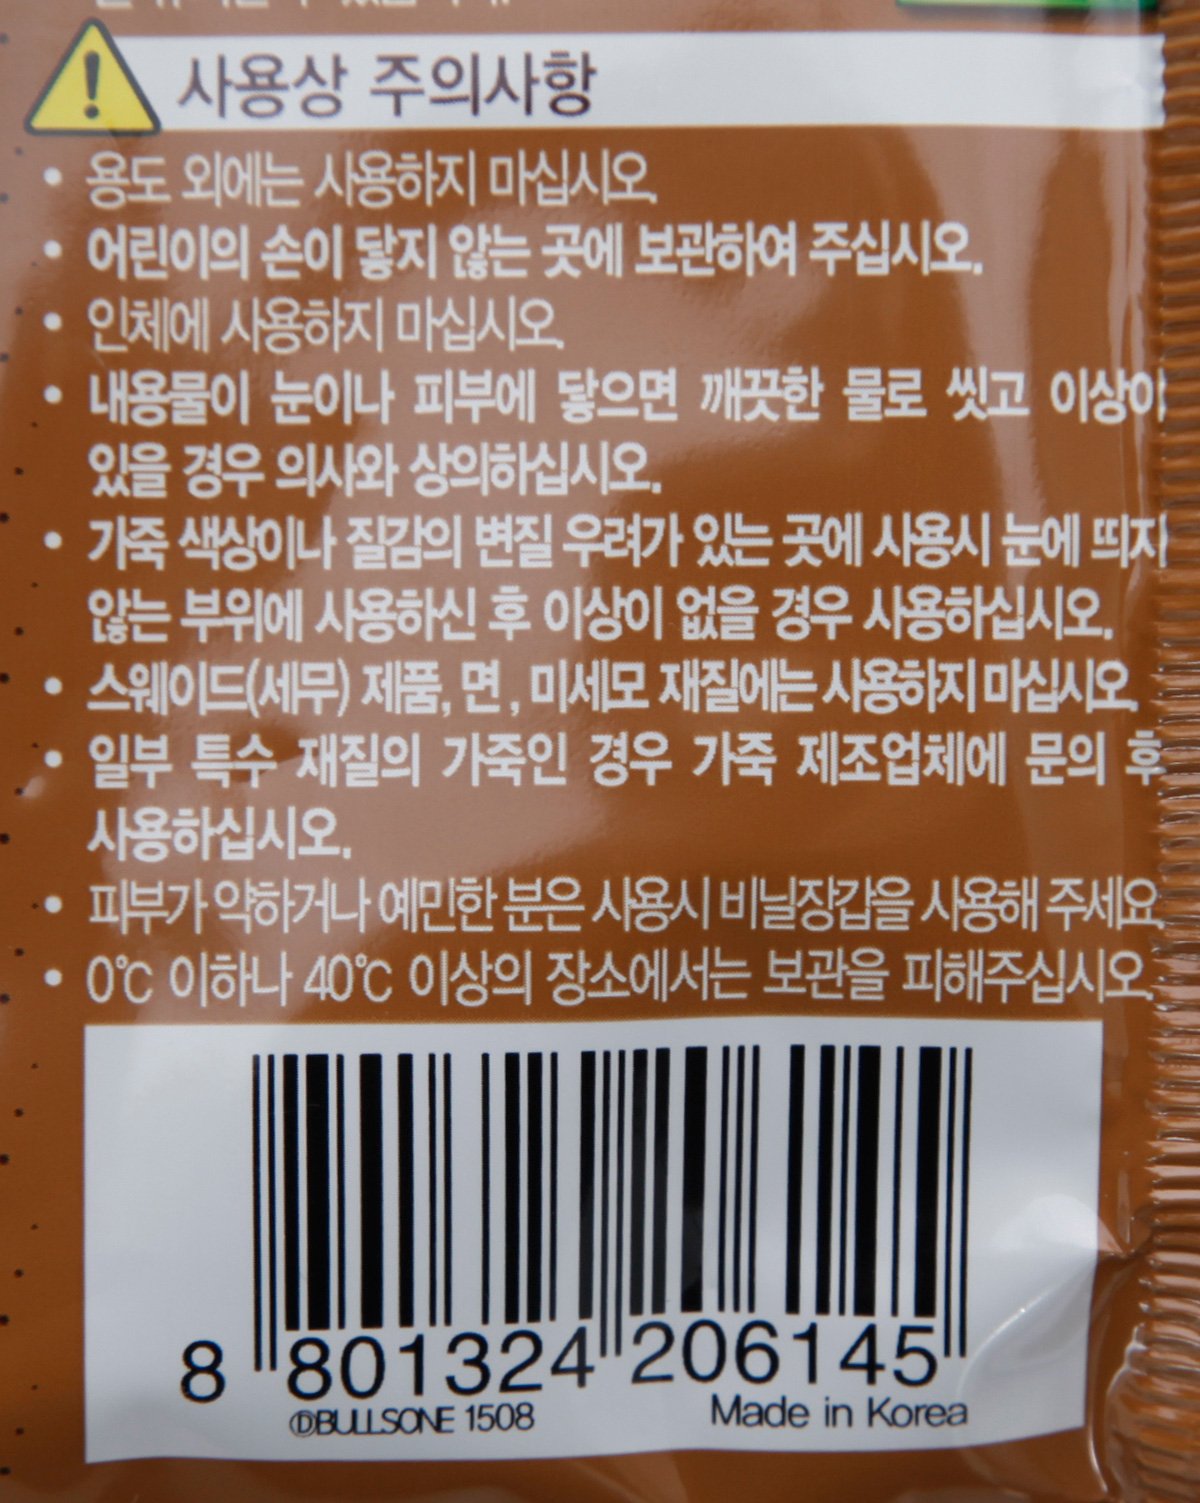 사용상 주의사항
• 용도 외에는 사용하지 마십시오.
• 어린이의 손이 닿지 않는 곳에 보관하여 주십시오.
• 인체에 사용하지 마십시오.
• 내용물이 눈이나 피부에 닿으면 깨끗한 물로 씻고 이상이
있을 경우 의사와 상의하십시오.
• 가죽 색상이나 질감의 변질 우려가 있는 곳에 사용시 눈에 띄지
않는 부위에 사용하신 후 이상이 없을 경우 사용하십시오.
• 스웨이드(세무) 제품, 면, 미세모 재질에는 사용하지 마십시오.
• 일부 특수 재질의 가죽인 경우 가죽 제조업체에 문의 후
사용하십시오.
• 피부가 약하거나 예민한 분은 사용시 비닐장갑을 사용해 주세요.
• 0℃ 이하나 40℃ 이상의 장소에서는 보관을 피해주십시오.
8 801324 206145
ⒹBULLSONE 1508 Made in Korea